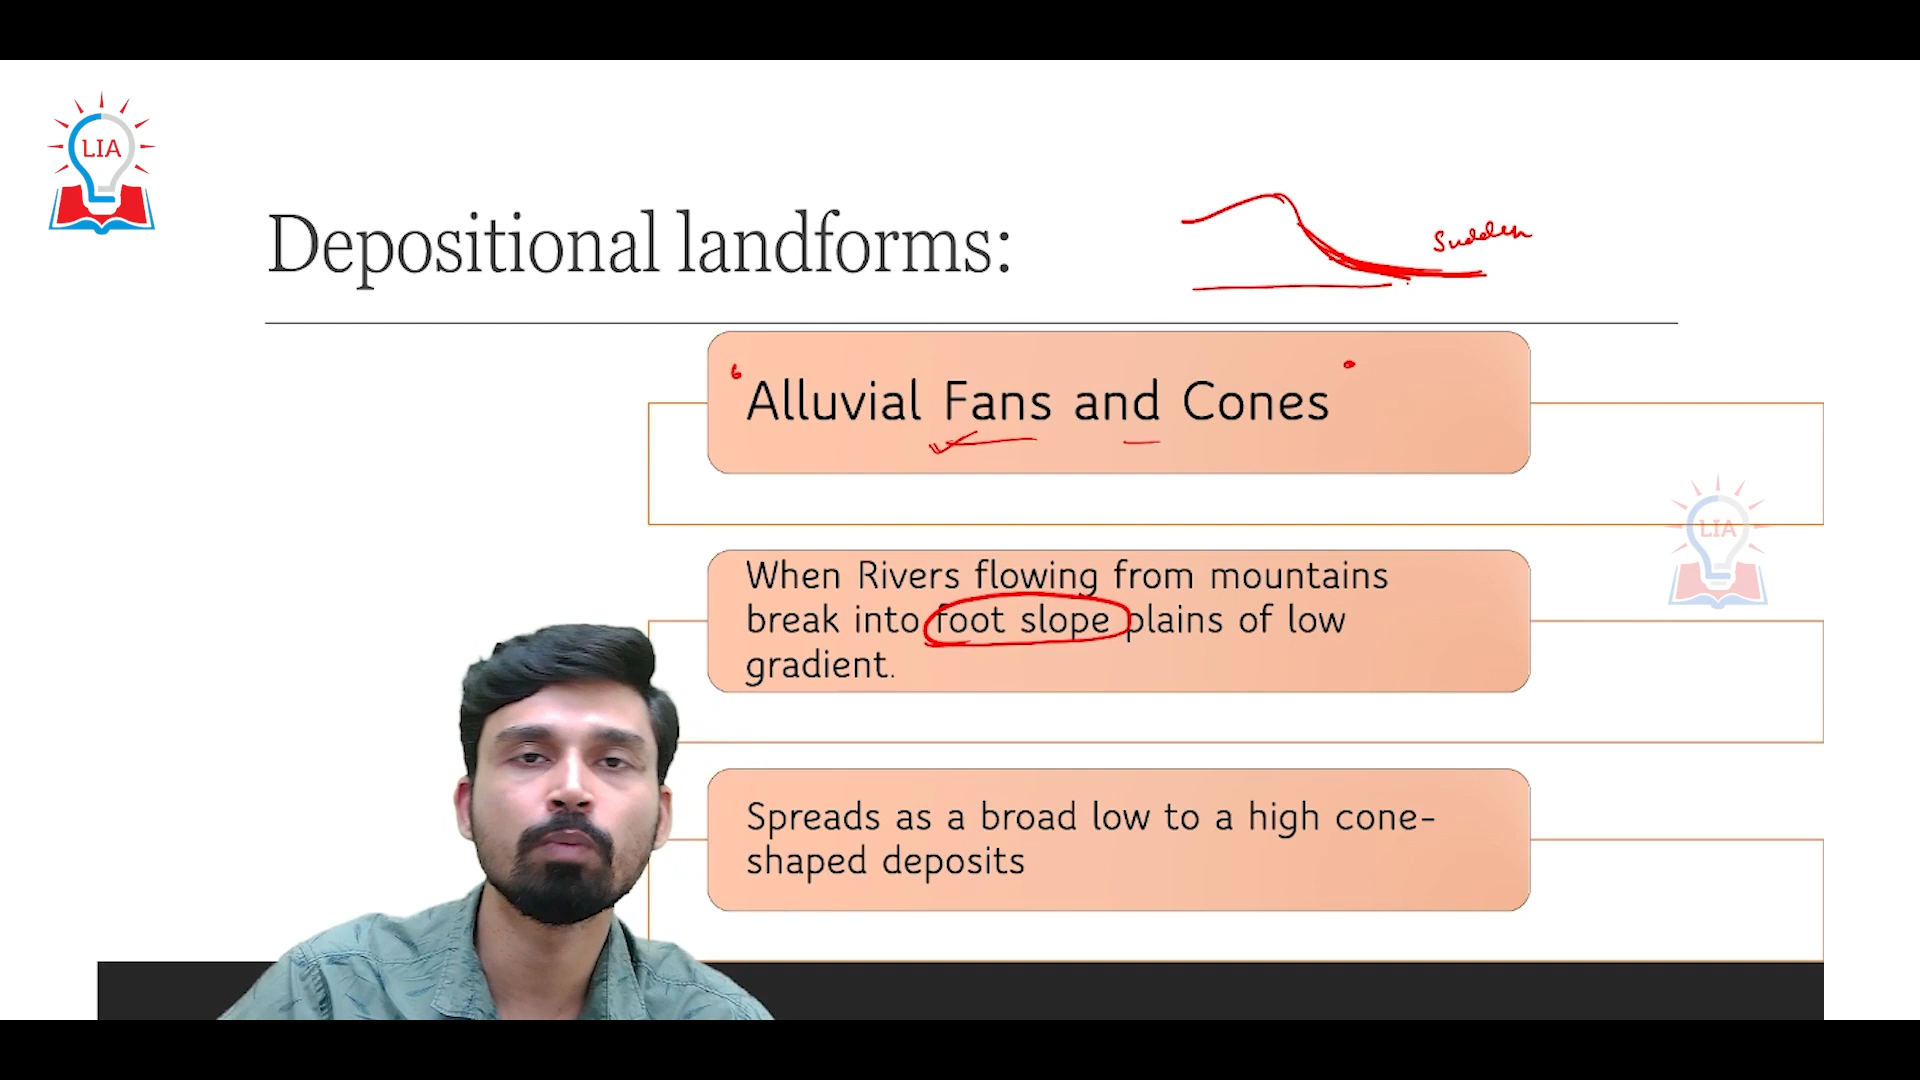 LIA
Depositional landforms:
Sudden
Alluvial Fans and Cones
LIA
When Rivers flowing from mountains
break into foot slope plains of low
gradient.
Spreads as a broad low to a high cone-
shaped deposits